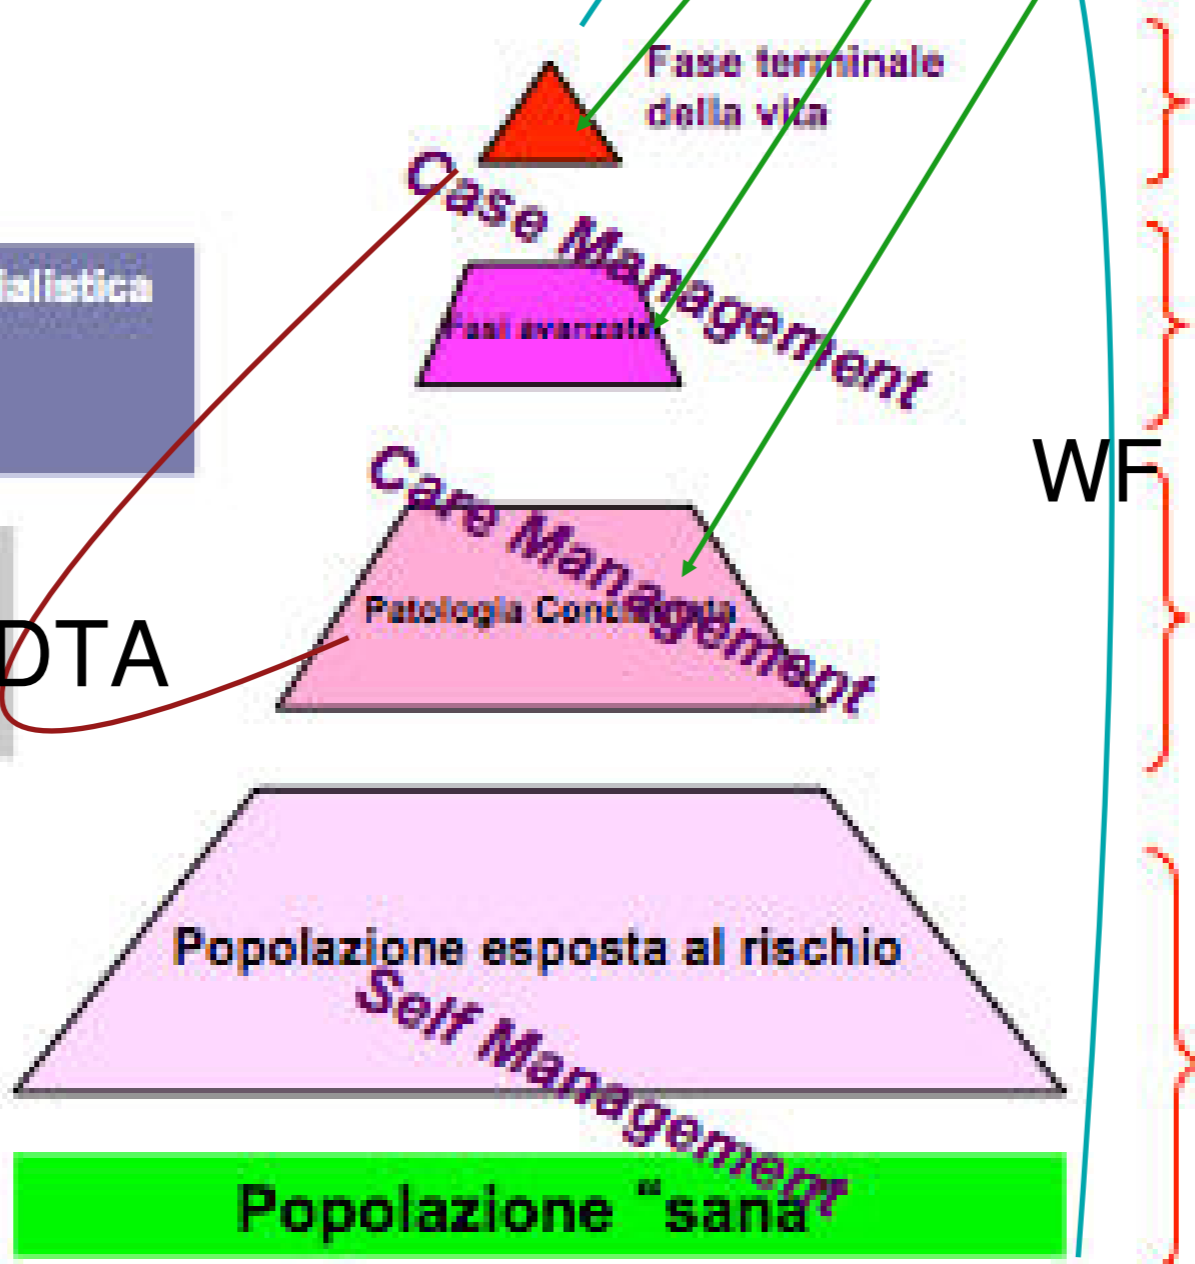 Fase terminale
della vita
Case Management
ialistica
Fasi avanzate
WF
Care Management
Patologia
DTA
Popolazione esposta al rischio
Self Management
Popolazione “sana